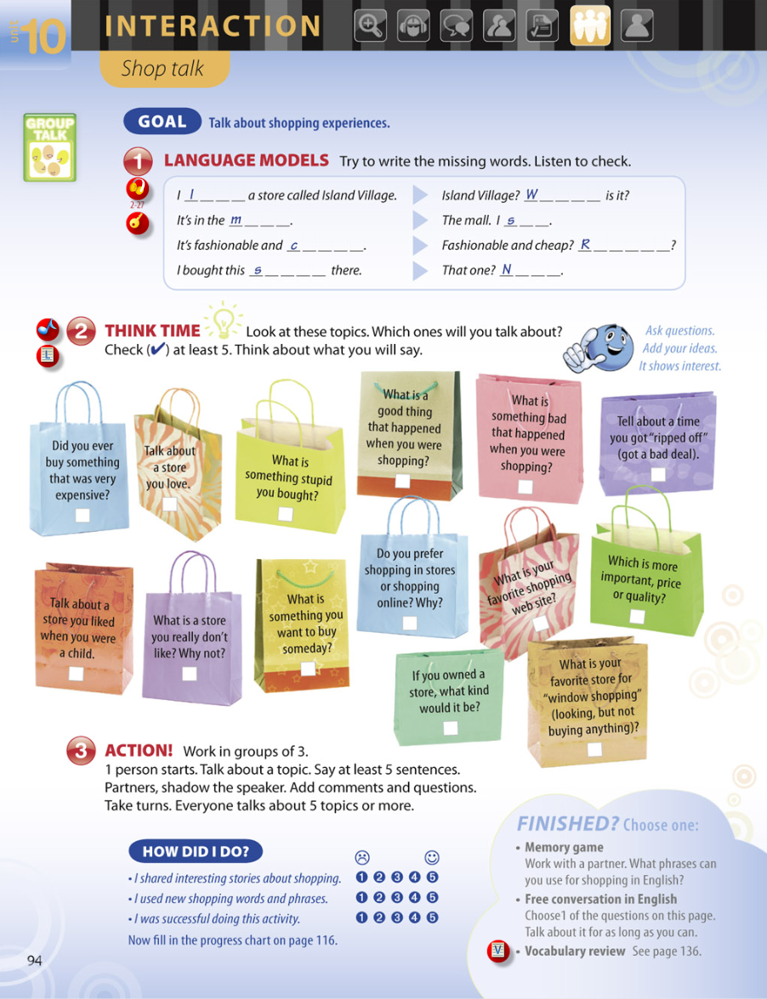 unit 10
INTERACTION
Shop talk
GROUP
TALK
GOAL Talk about shopping experiences.
1 LANGUAGE MODELS Try to write the missing words. Listen to check.
2-27
I l _ _ _ a store called Island Village. Island Village? W _ _ _ _ is it?
It's in the m _ _ _. The mall. I s _ _.
It's fashionable and c _ _ _ _. Fashionable and cheap? R _ _ _ _ _?
I bought this s _ _ _ _ there. That one? N _ _ _.
2 THINK TIME Look at these topics. Which ones will you talk about?
Check (✔) at least 5. Think about what you will say.
Ask questions.
Add your ideas.
It shows interest.
Did you ever
buy something
that was very
expensive?
Talk about
a store
you love.
What is
something stupid
you bought?
What is a
good thing
that happened
when you were
shopping?
What is
something bad
that happened
when you were
shopping?
Tell about a time
you got "ripped off"
(got a bad deal).
Talk about a
store you liked
when you were
a child.
What is a store
you really don't
like? Why not?
What is
something you
want to buy
someday?
Do you prefer
shopping in stores
or shopping
online? Why?
What is your
favorite shopping
web site?
Which is more
important, price
or quality?
If you owned a
store, what kind
would it be?
What is your
favorite store for
"window shopping"
(looking, but not
buying anything)?
3 ACTION! Work in groups of 3.
1 person starts. Talk about a topic. Say at least 5 sentences.
Partners, shadow the speaker. Add comments and questions.
Take turns. Everyone talks about 5 topics or more.
HOW DID I DO?
• I shared interesting stories about shopping. 1 2 3 4 5
• I used new shopping words and phrases. 1 2 3 4 5
• I was successful doing this activity. 1 2 3 4 5
Now fill in the progress chart on page 116.
FINISHED? Choose one:
• Memory game
Work with a partner. What phrases can
you use for shopping in English?
• Free conversation in English
Choose1 of the questions on this page.
Talk about it for as long as you can.
V • Vocabulary review See page 136.
94